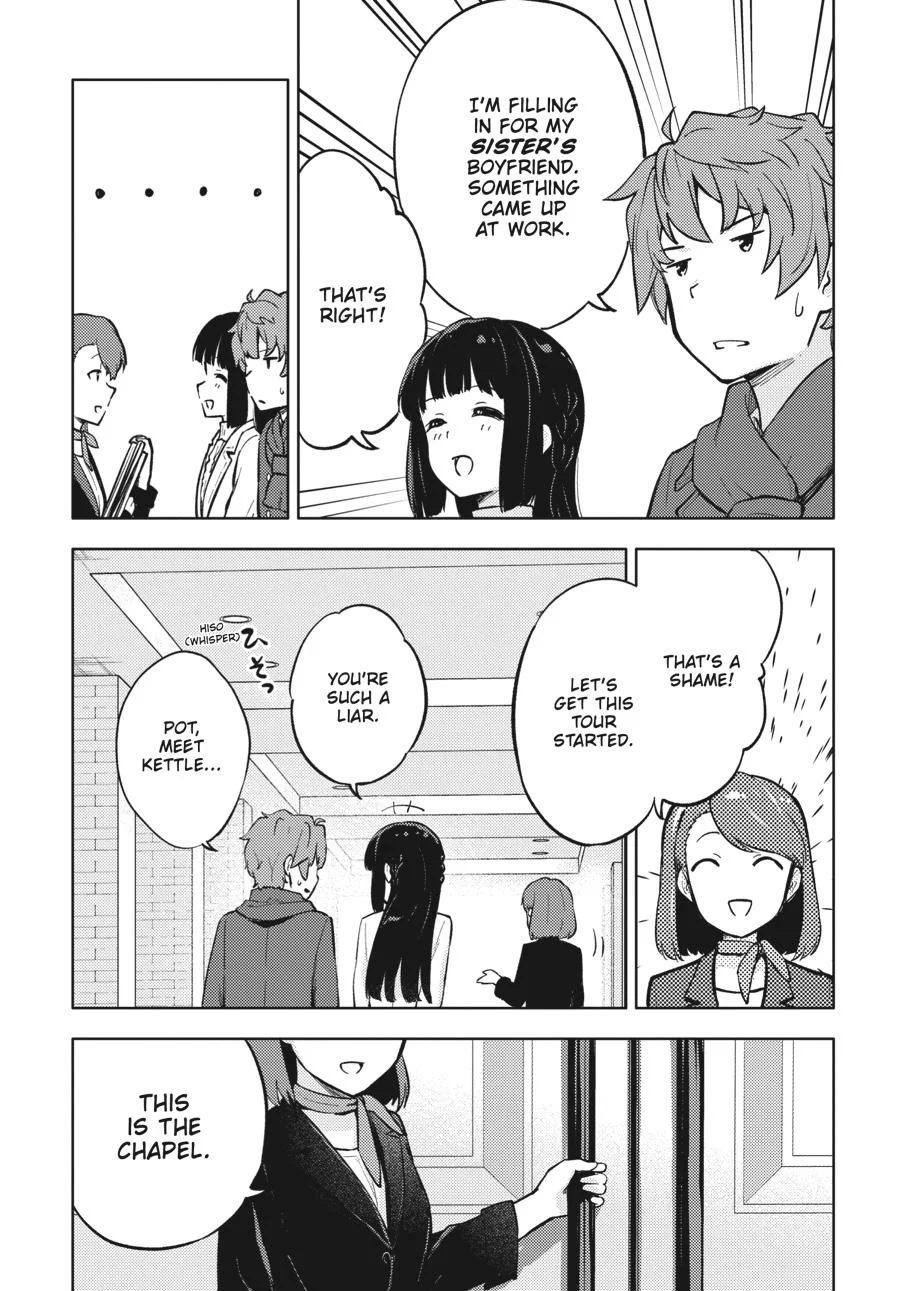 I'M FILLING
IN FOR MY
SISTER'S
BOYFRIEND.
SOMETHING
CAME UP
AT WORK.
THAT'S
RIGHT!
....
THAT'S A
SHAME!
LET'S
GET THIS
TOUR
STARTED.
YOU'RE
SUCH A
LIAR.
ひそっ
HISO
(WHISPER)
POT,
MEET
KETTLE...
THIS
IS THE
CHAPEL.